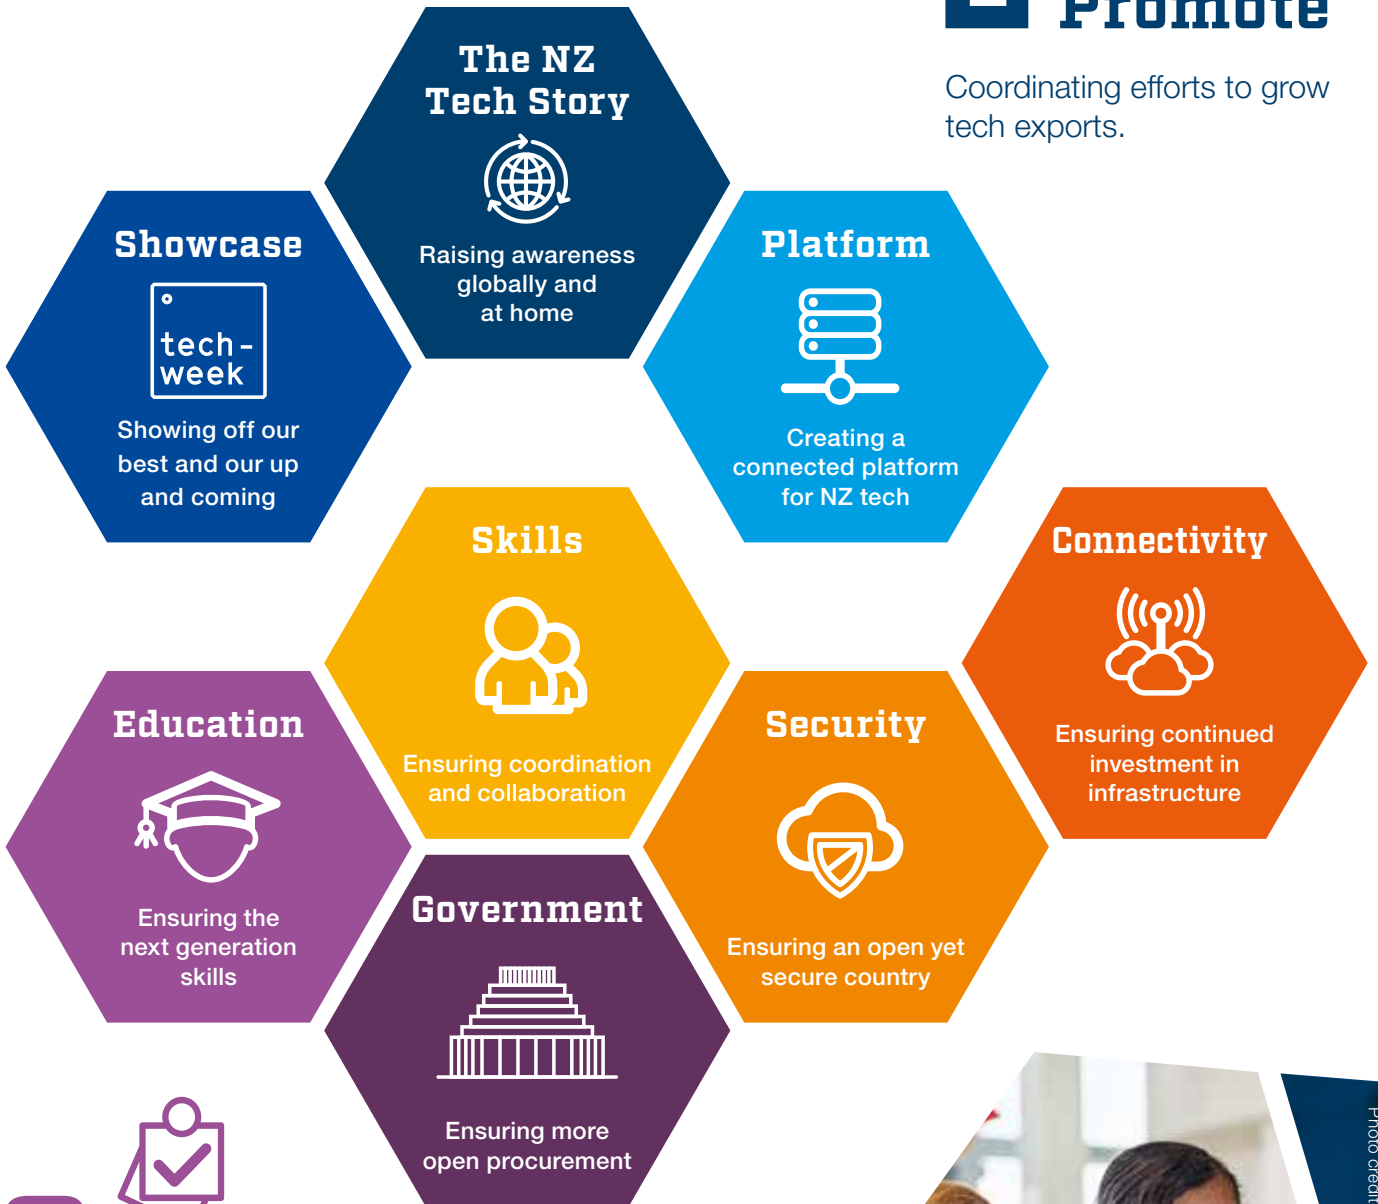 Promote
Coordinating efforts to grow
tech exports.
The NZ
Tech Story
Raising awareness
globally and
at home
Showcase
tech-
week
Showing off our
best and our up
and coming
Platform
Creating a
connected platform
for NZ tech
Skills
Ensuring coordination
and collaboration
Connectivity
Ensuring continued
investment in
infrastructure
Education
Ensuring the
next generation
skills
Security
Ensuring an open yet
secure country
Government
Ensuring more
open procurement
Photo credit